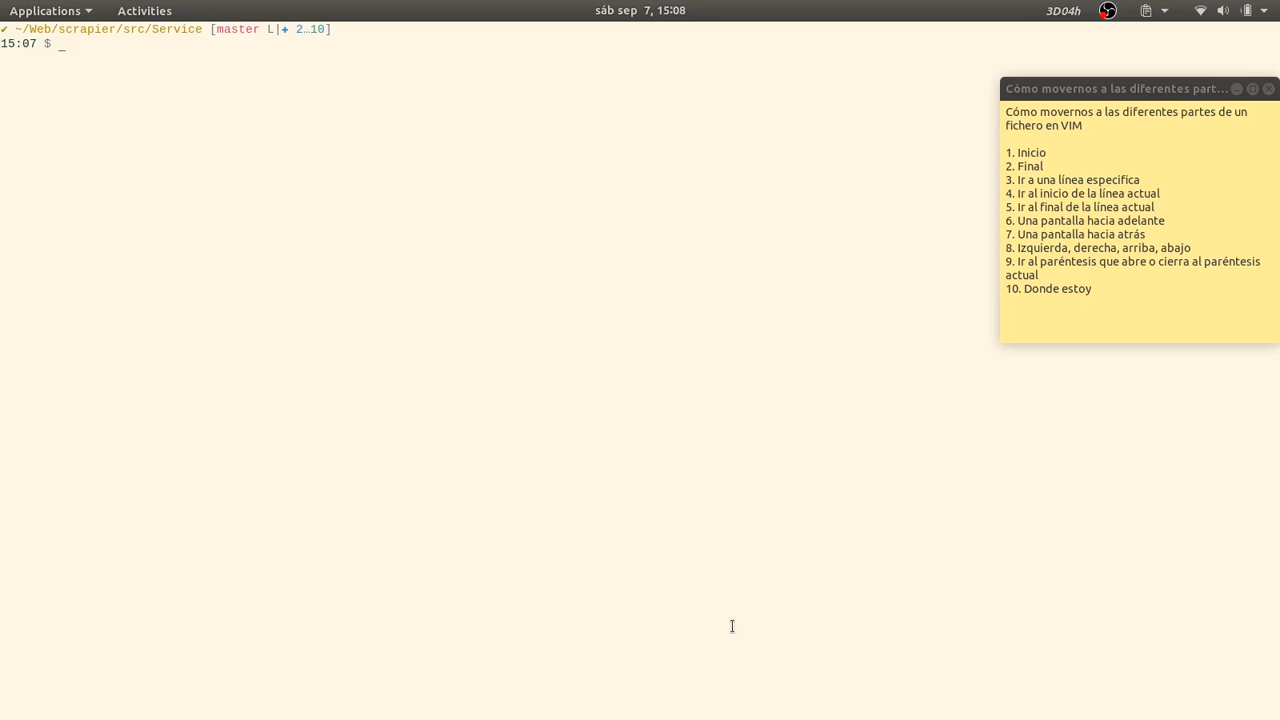 Applications Activities sáb sep 7, 15:08 3D04h
✔ ~/Web/scrapier/src/Service [master L|✚ 2…10]
15:07 $ _
Cómo movernos a las diferentes part...
Cómo movernos a las diferentes partes de un
fichero en VIM
1. Inicio
2. Final
3. Ir a una línea especifica
4. Ir al inicio de la línea actual
5. Ir al final de la línea actual
6. Una pantalla hacia adelante
7. Una pantalla hacia atrás
8. Izquierda, derecha, arriba, abajo
9. Ir al paréntesis que abre o cierra al paréntesis
actual
10. Donde estoy